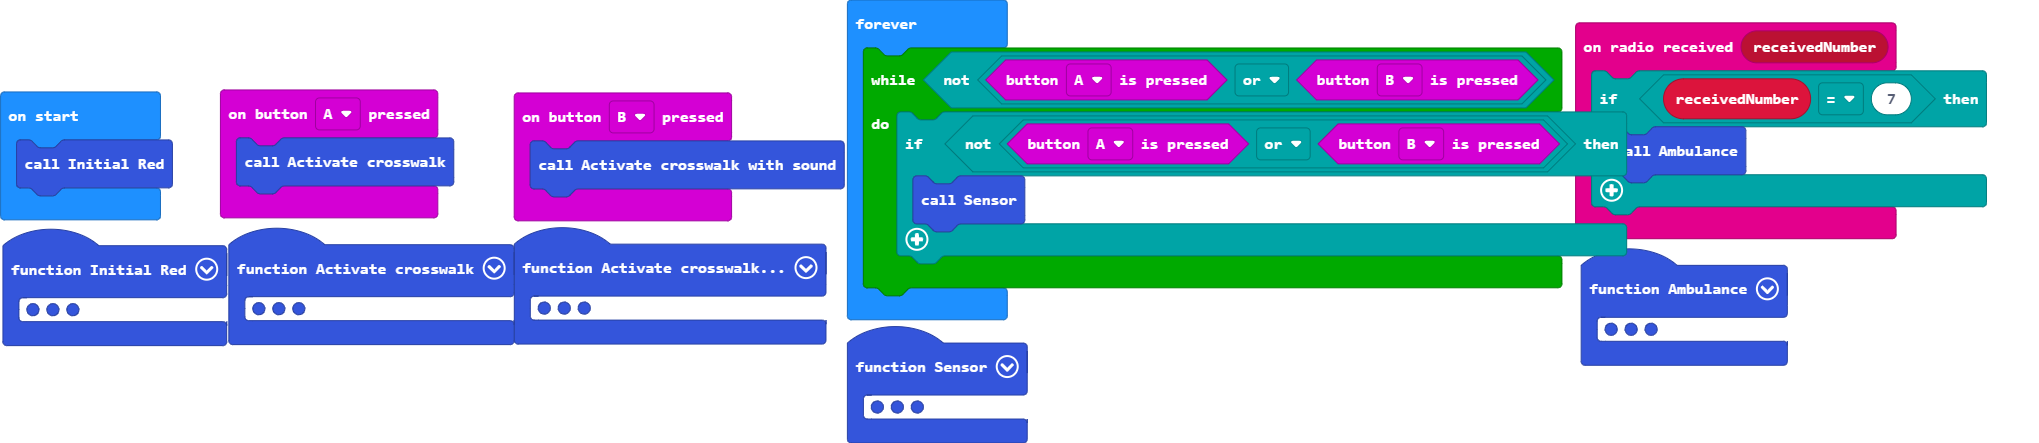 on start
call Initial Red
function Initial Red
on button A pressed
call Activate crosswalk
function Activate crosswalk
on button B pressed
call Activate crosswalk with sound
function Activate crosswalk...
forever
while not button A is pressed or button B is pressed
do
if not button A is pressed or button B is pressed then
call Sensor
function Sensor
on radio received receivedNumber
if receivedNumber = 7 then
all Ambulance
function Ambulance